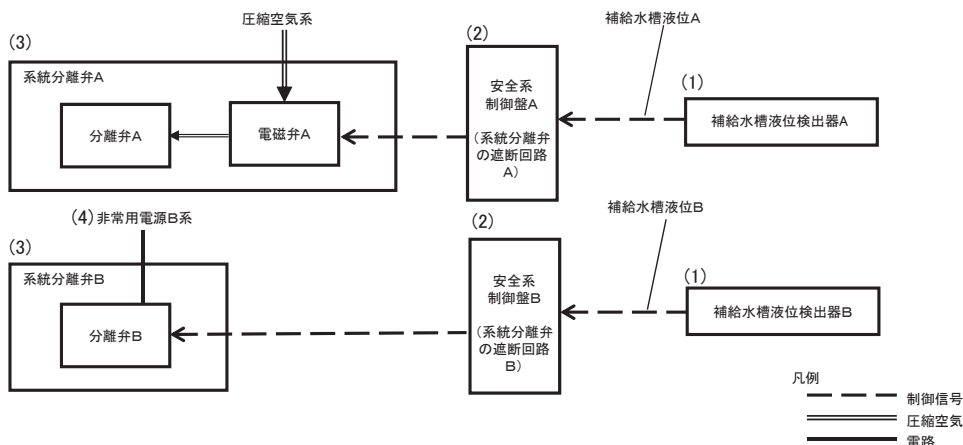 圧縮空気系
補給水槽液位A
(3)
(2)
(1)
系統分離弁A
分離弁A
電磁弁A
安全系
制御盤A
(系統分離弁
の遮断回路
A)
補給水槽液位検出器A
(4)非常用電源B系
補給水槽液位B
(3)
(2)
(1)
系統分離弁B
分離弁B
安全系
制御盤B
(系統分離弁
の遮断回路
B)
補給水槽液位検出器B
凡例
制御信号
圧縮空気
電路